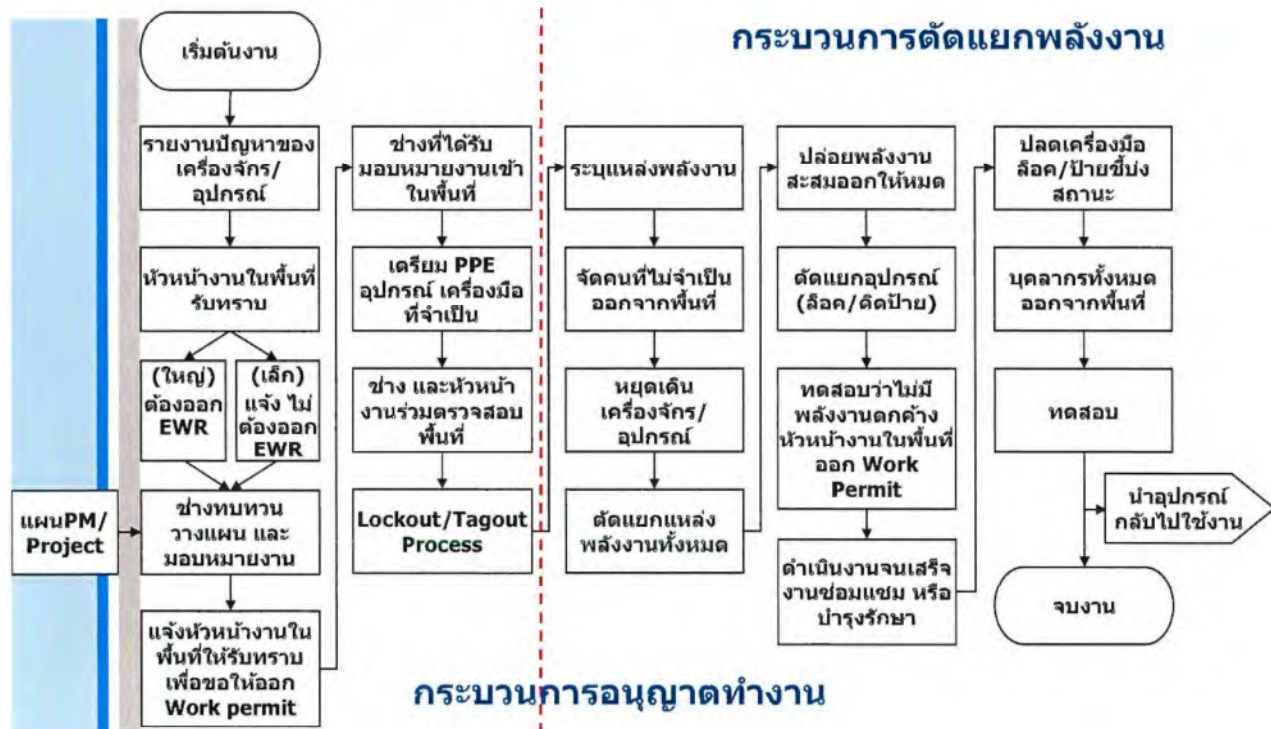 กระบวนการตัดแยกพลังงาน
เริ่มต้นงาน
รายงานปัญหาของ
เครื่องจักร/
อุปกรณ์
หัวหน้างานในพื้นที่
รับทราบ
(ใหญ่)
ต้องออก
EWR
(เล็ก)
แจ้ง ไม่
ต้องออก
EWR
แผนPM/
Project
ช่างทบทวน
วางแผน และ
มอบหมายงาน
แจ้งหัวหน้างานใน
พื้นที่ให้รับทราบ
เพื่อขอให้ออก
Work permit
ช่างที่ได้รับ
มอบหมายงานเข้า
ในพื้นที่
เตรียม PPE
อุปกรณ์ เครื่องมือ
ที่จำเป็น
ช่าง และหัวหน้า
งานร่วมตรวจสอบ
พื้นที่
Lockout/Tagout
Process
ระบุแหล่งพลังงาน
จัดคนที่ไม่จำเป็น
ออกจากพื้นที่
หยุดเดิน
เครื่องจักร/
อุปกรณ์
ตัดแยกแหล่ง
พลังงานทั้งหมด
ปล่อยพลังงาน
สะสมออกให้หมด
ตัดแยกอุปกรณ์
(ล็อค/ติดป้าย)
ทดสอบว่าไม่มี
พลังงานตกค้าง
หัวหน้างานในพื้นที่
ออก Work
Permit
ดำเนินงานจนเสร็จ
งานซ่อมแซม หรือ
บำรุงรักษา
ปลดเครื่องมือ
ล็อค/ป้ายชี้บ่ง
สถานะ
บุคลากรทั้งหมด
ออกจากพื้นที่
ทดสอบ
นำอุปกรณ์
กลับไปใช้งาน
จบงาน
กระบวนการอนุญาตทำงาน